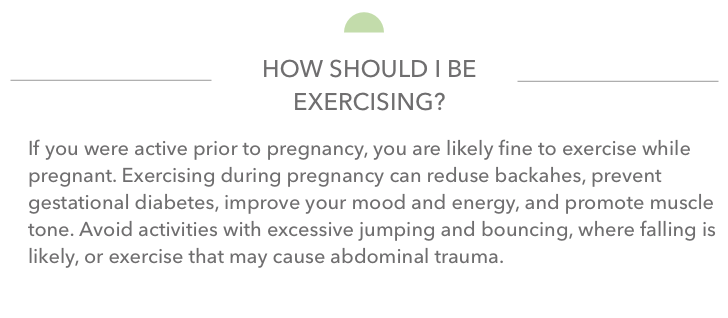 HOW SHOULD I BE
EXERCISING?
If you were active prior to pregnancy, you are likely fine to exercise while
pregnant. Exercising during pregnancy can reduse backahes, prevent
gestational diabetes, improve your mood and energy, and promote muscle
tone. Avoid activities with excessive jumping and bouncing, where falling is
likely, or exercise that may cause abdominal trauma.